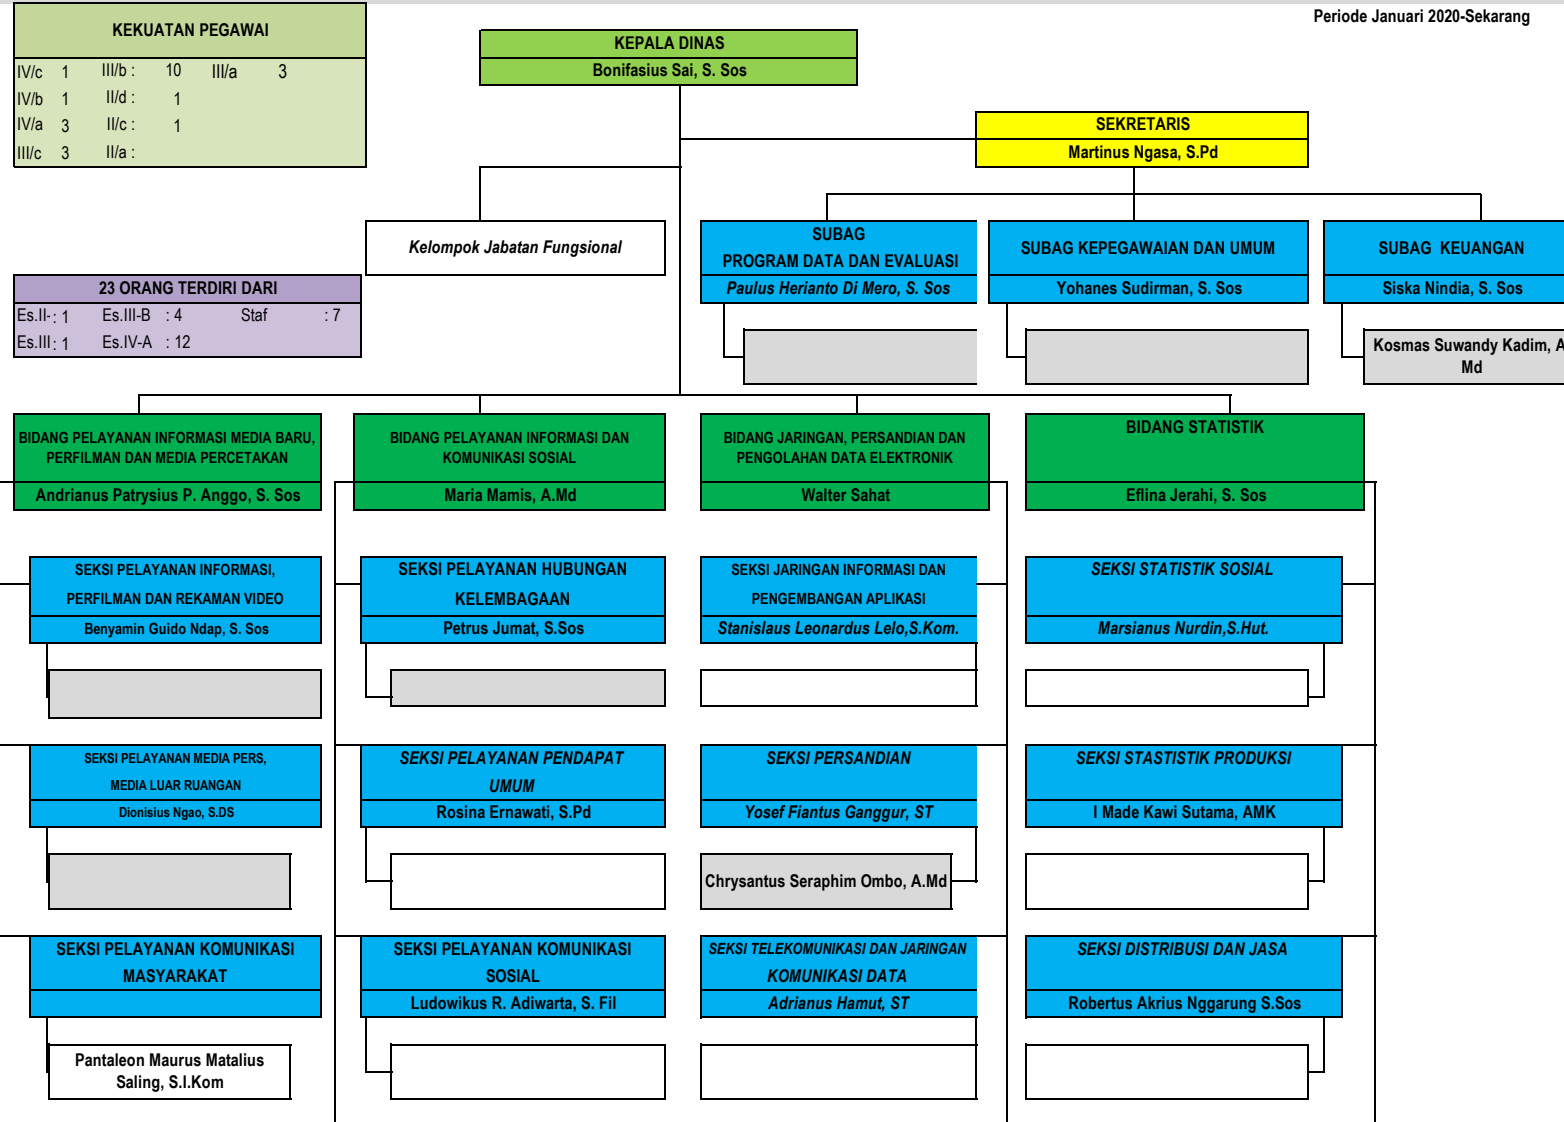 Periode Januari 2020-Sekarang
KEKUATAN PEGAWAI
IV/c 1 III/b : 10 III/a 3
IV/b 1 II/d : 1
IV/a 3 II/c : 1
III/c 3 II/a :
KEPALA DINAS
Bonifasius Sai, S. Sos
SEKRETARIS
Martinus Ngasa, S.Pd
Kelompok Jabatan Fungsional
SUBAG
PROGRAM DATA DAN EVALUASI
Paulus Herianto Di Mero, S. Sos
SUBAG KEPEGAWAIAN DAN UMUM
Yohanes Sudirman, S. Sos
SUBAG KEUANGAN
Siska Nindia, S. Sos
Kosmas Suwandy Kadim, A
Md
23 ORANG TERDIRI DARI
Es.II- : 1 Es.III-B : 4 Staf : 7
Es.III : 1 Es.IV-A : 12
BIDANG PELAYANAN INFORMASI MEDIA BARU,
PERFILMAN DAN MEDIA PERCETAKAN
Andrianus Patrysius P. Anggo, S. Sos
BIDANG PELAYANAN INFORMASI DAN
KOMUNIKASI SOSIAL
Maria Mamis, A.Md
BIDANG JARINGAN, PERSANDIAN DAN
PENGOLAHAN DATA ELEKTRONIK
Walter Sahat
BIDANG STATISTIK
Eflina Jerahi, S. Sos
SEKSI PELAYANAN INFORMASI,
PERFILMAN DAN REKAMAN VIDEO
Benyamin Guido Ndap, S. Sos
SEKSI PELAYANAN HUBUNGAN
KELEMBAGAAN
Petrus Jumat, S.Sos
SEKSI JARINGAN INFORMASI DAN
PENGEMBANGAN APLIKASI
Stanislaus Leonardus Lelo,S.Kom.
SEKSI STATISTIK SOSIAL
Marsianus Nurdin,S.Hut.
SEKSI PELAYANAN MEDIA PERS,
MEDIA LUAR RUANGAN
Dionisius Ngao, S.DS
SEKSI PELAYANAN PENDAPAT
UMUM
Rosina Ernawati, S.Pd
SEKSI PERSANDIAN
Yosef Fiantus Ganggur, ST
Chrysantus Seraphim Ombo, A.Md
SEKSI STASTISTIK PRODUKSI
I Made Kawi Sutama, AMK
SEKSI PELAYANAN KOMUNIKASI
MASYARAKAT
Pantaleon Maurus Matalius
Saling, S.I.Kom
SEKSI PELAYANAN KOMUNIKASI
SOSIAL
Ludowikus R. Adiwarta, S. Fil
SEKSI TELEKOMUNIKASI DAN JARINGAN
KOMUNIKASI DATA
Adrianus Hamut, ST
SEKSI DISTRIBUSI DAN JASA
Robertus Akrius Nggarung S.Sos